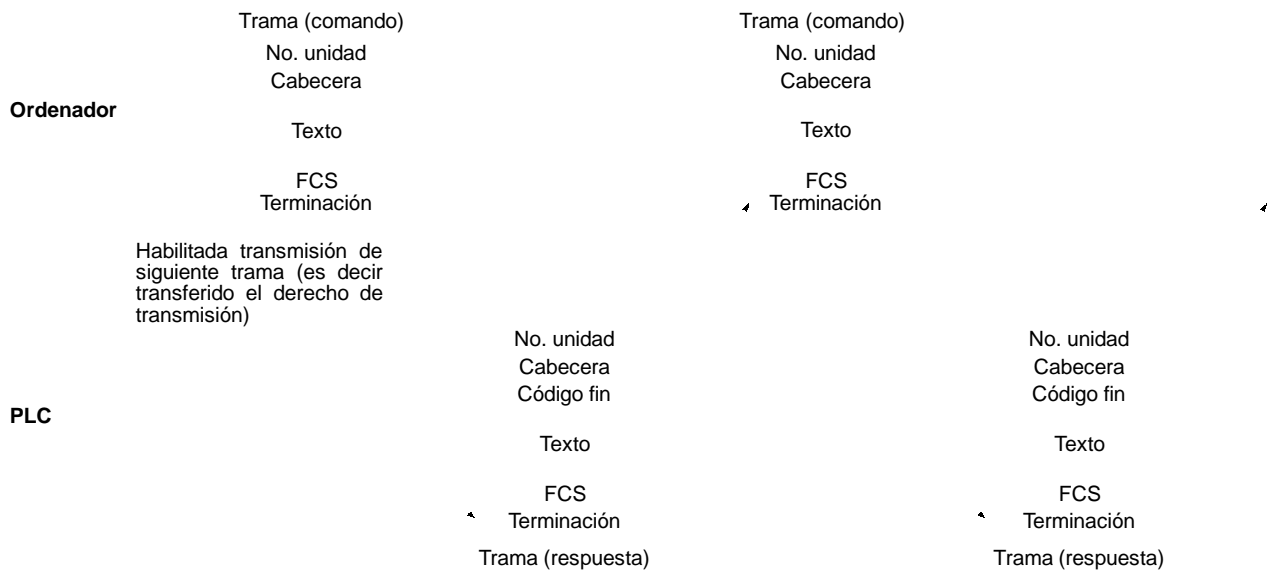 Trama (comando)
No. unidad
Cabecera
Ordenador
Texto
FCS
Terminación
Habilitada transmisión de
siguiente trama (es decir
transferido el derecho de
transmisión)
Trama (comando)
No. unidad
Cabecera
Texto
FCS
Terminación
PLC
No. unidad
Cabecera
Código fin
Texto
FCS
Terminación
Trama (respuesta)
No. unidad
Cabecera
Código fin
Texto
FCS
Terminación
Trama (respuesta)